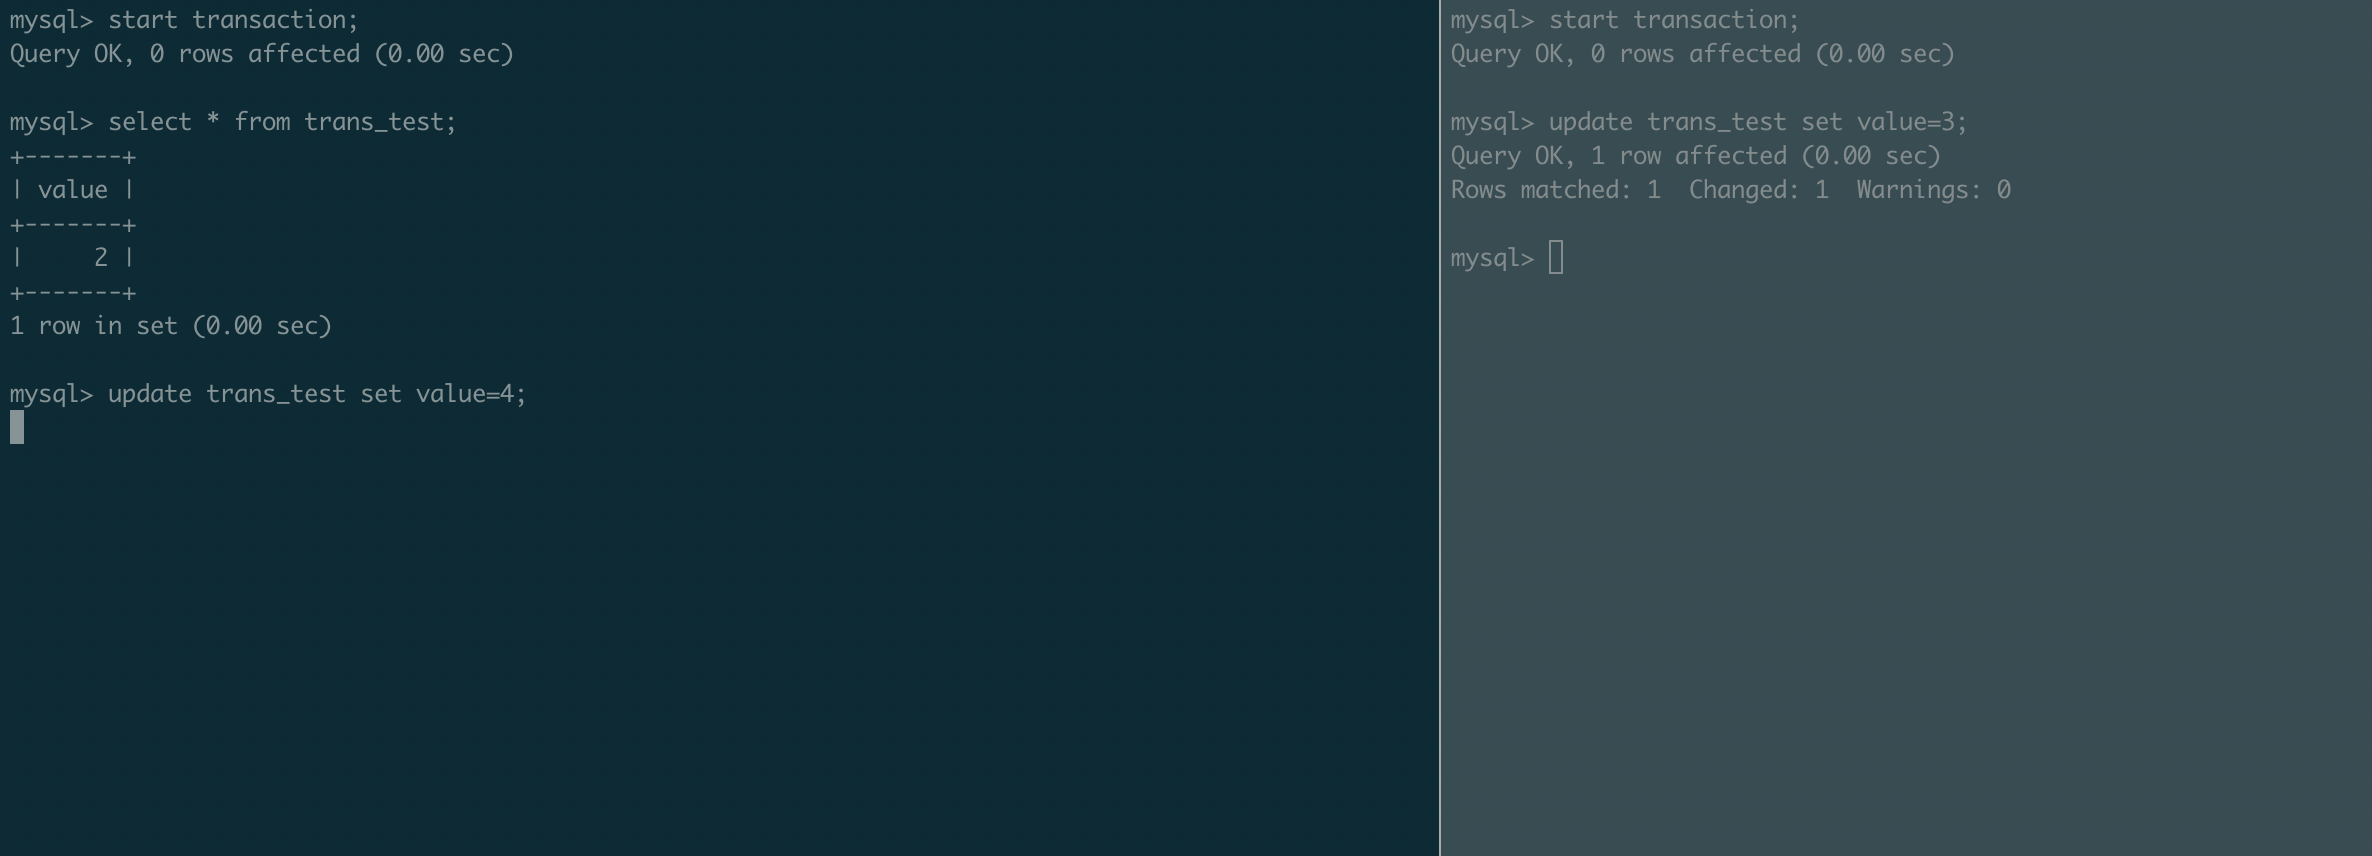 mysql> start transaction;
Query OK, 0 rows affected (0.00 sec)
mysql> select * from trans_test;
+-------+
| value |
+-------+
|     2 |
+-------+
1 row in set (0.00 sec)
mysql> update trans_test set value=4;
mysql> start transaction;
Query OK, 0 rows affected (0.00 sec)
mysql> update trans_test set value=3;
Query OK, 1 row affected (0.00 sec)
Rows matched: 1  Changed: 1  Warnings: 0
mysql>